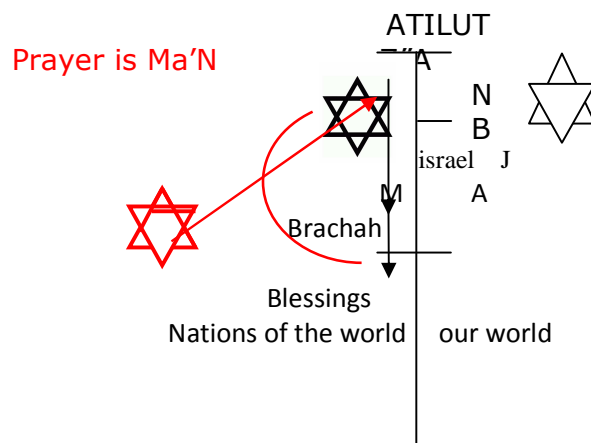 ATILUT
Prayer is Ma’N
"A
N
B
israel J
M A
Brachah
Blessings
Nations of the world our world